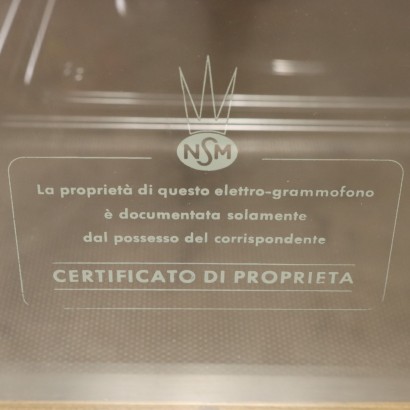 NSM
La proprietà di questo elettro-grammofono
è documentata solamente
dal possesso del corrispondente
CERTIFICATO DI PROPRIETA